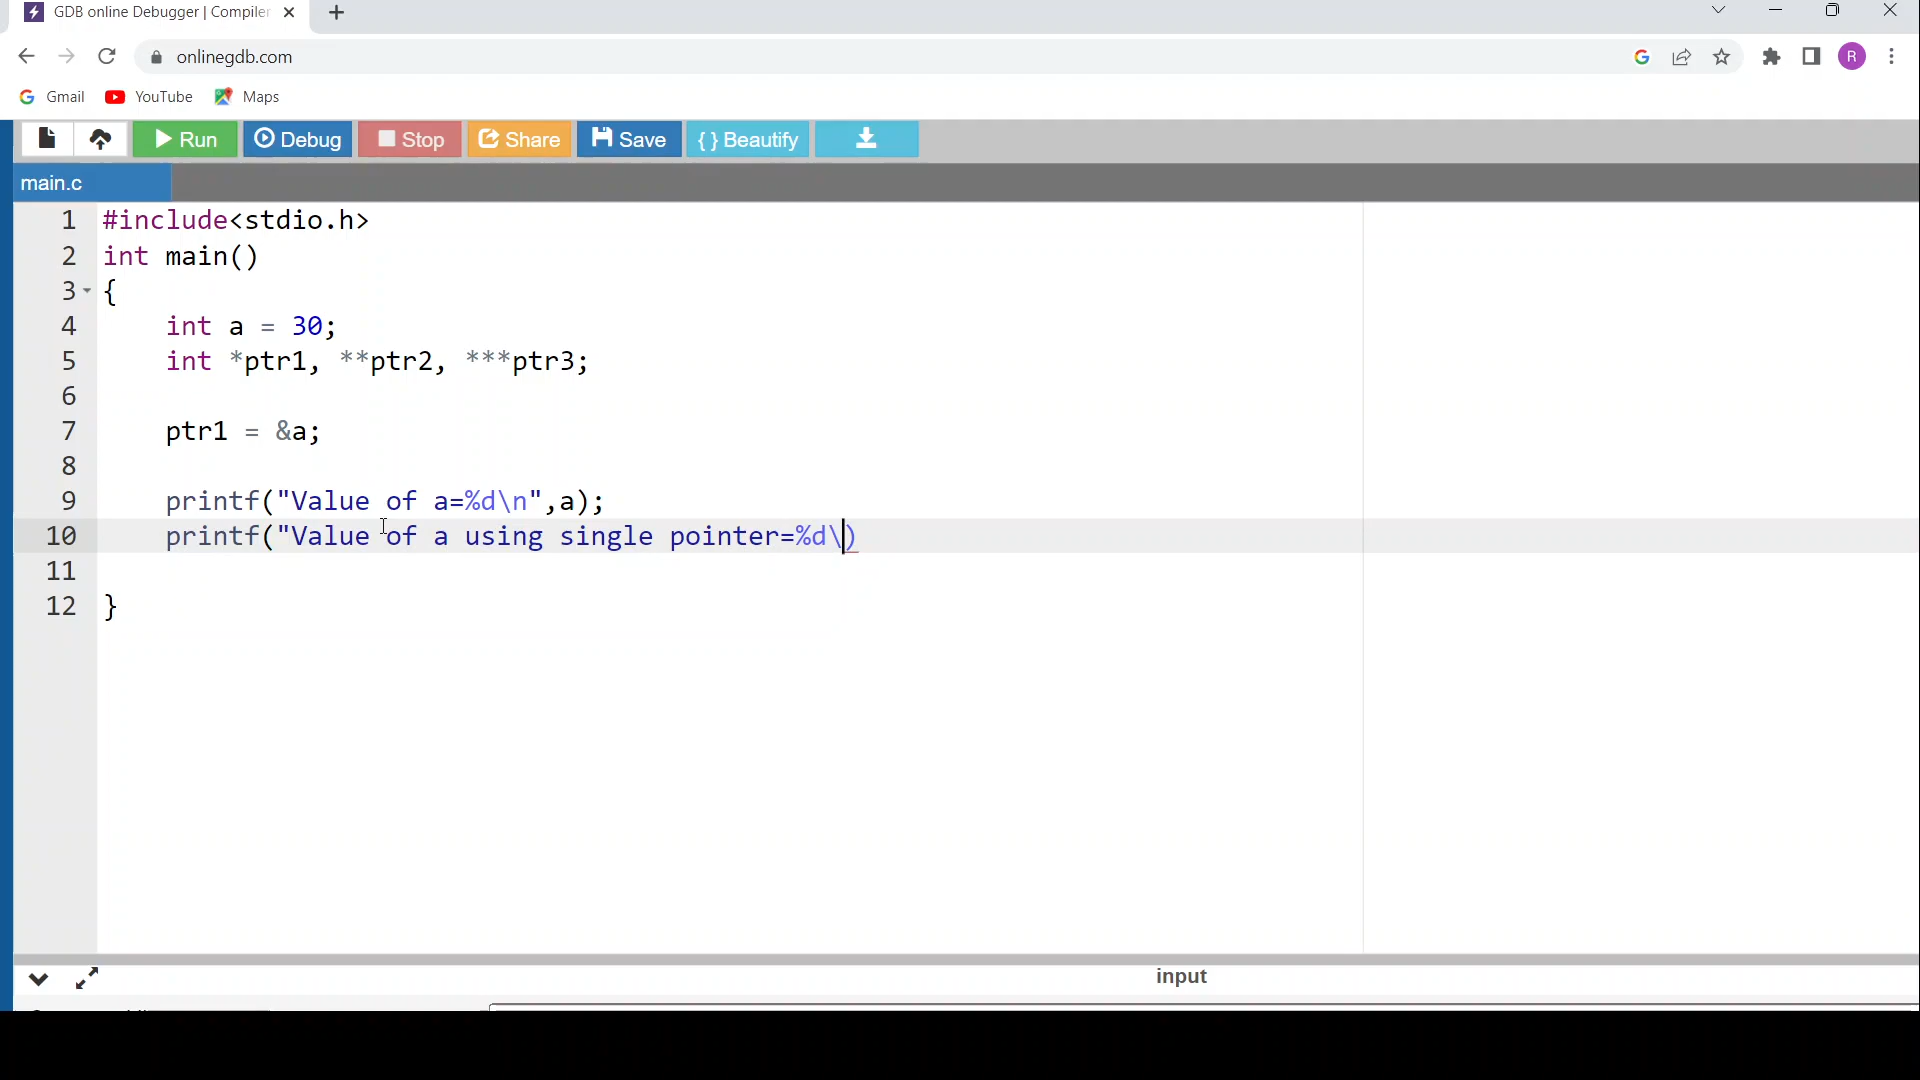 GDB online Debugger | Compiler
onlinegdb.com
R
Gmail YouTube Maps
Run Debug Stop Share Save { } Beautify
main.c
1 #include<stdio.h>
2 int main()
3 {
4 int a = 30;
5 int *ptr1, **ptr2, ***ptr3;
6
7 ptr1 = &a;
8
9 printf("Value of a=%d\n",a);
10 printf("Value of a using single pointer=%d\)
11
12 }
input